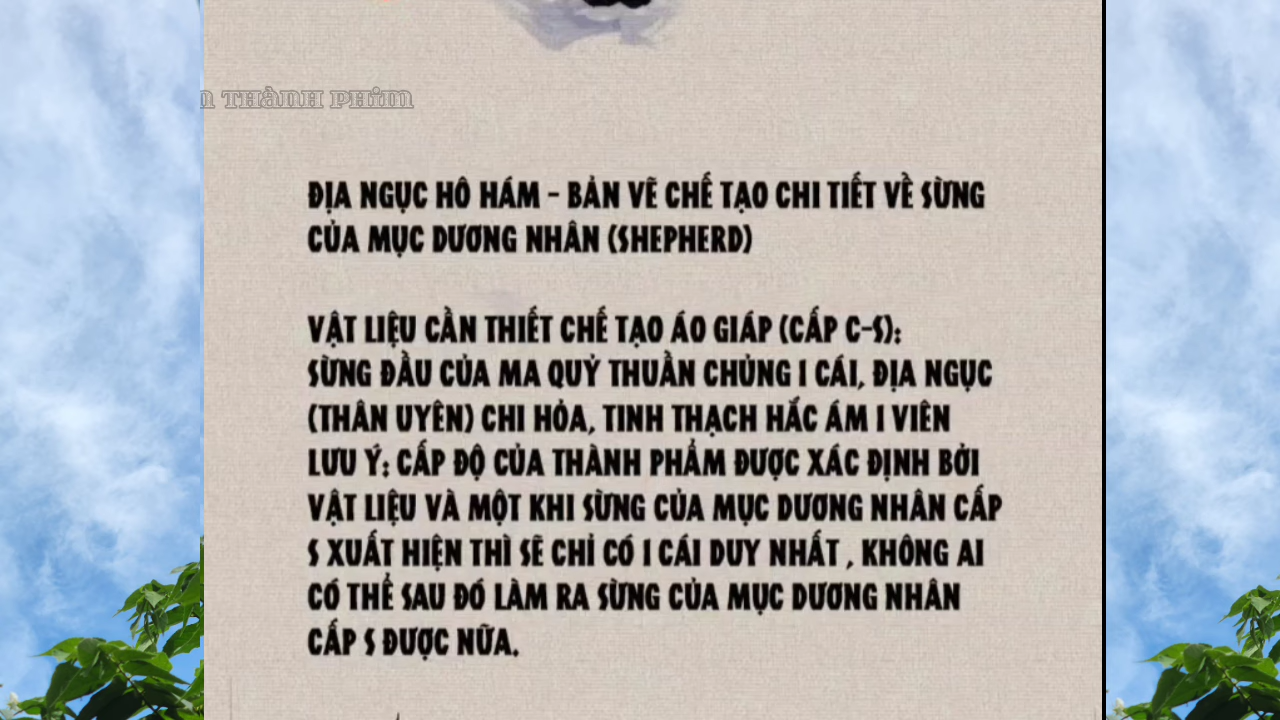 THÀNH PHIM
ĐỊA NGỤC HÔ HÁM - BẢN VẼ CHẾ TẠO CHI TIẾT VỀ SỪNG
CỦA MỤC DƯƠNG NHÂN (SHEPHERD)
VẬT LIỆU CẦN THIẾT CHẾ TẠO ÁO GIÁP (CẤP C-S):
SỪNG ĐẦU CỦA MA QUỶ THUẦN CHỦNG 1 CÁI, ĐỊA NGỤC
(THÂN UYÊN) CHI HỎA, TINH THẠCH HẮC ÁM 1 VIÊN
LƯU Ý: CẤP ĐỘ CỦA THÀNH PHẨM ĐƯỢC XÁC ĐỊNH BỞI
VẬT LIỆU VÀ MỘT KHI SỪNG CỦA MỤC DƯƠNG NHÂN CẤP
S XUẤT HIỆN THÌ SẼ CHỈ CÓ 1 CÁI DUY NHẤT , KHÔNG AI
CÓ THỂ SAU ĐÓ LÀM RA SỪNG CỦA MỤC DƯƠNG NHÂN
CẤP S ĐƯỢC NỮA.